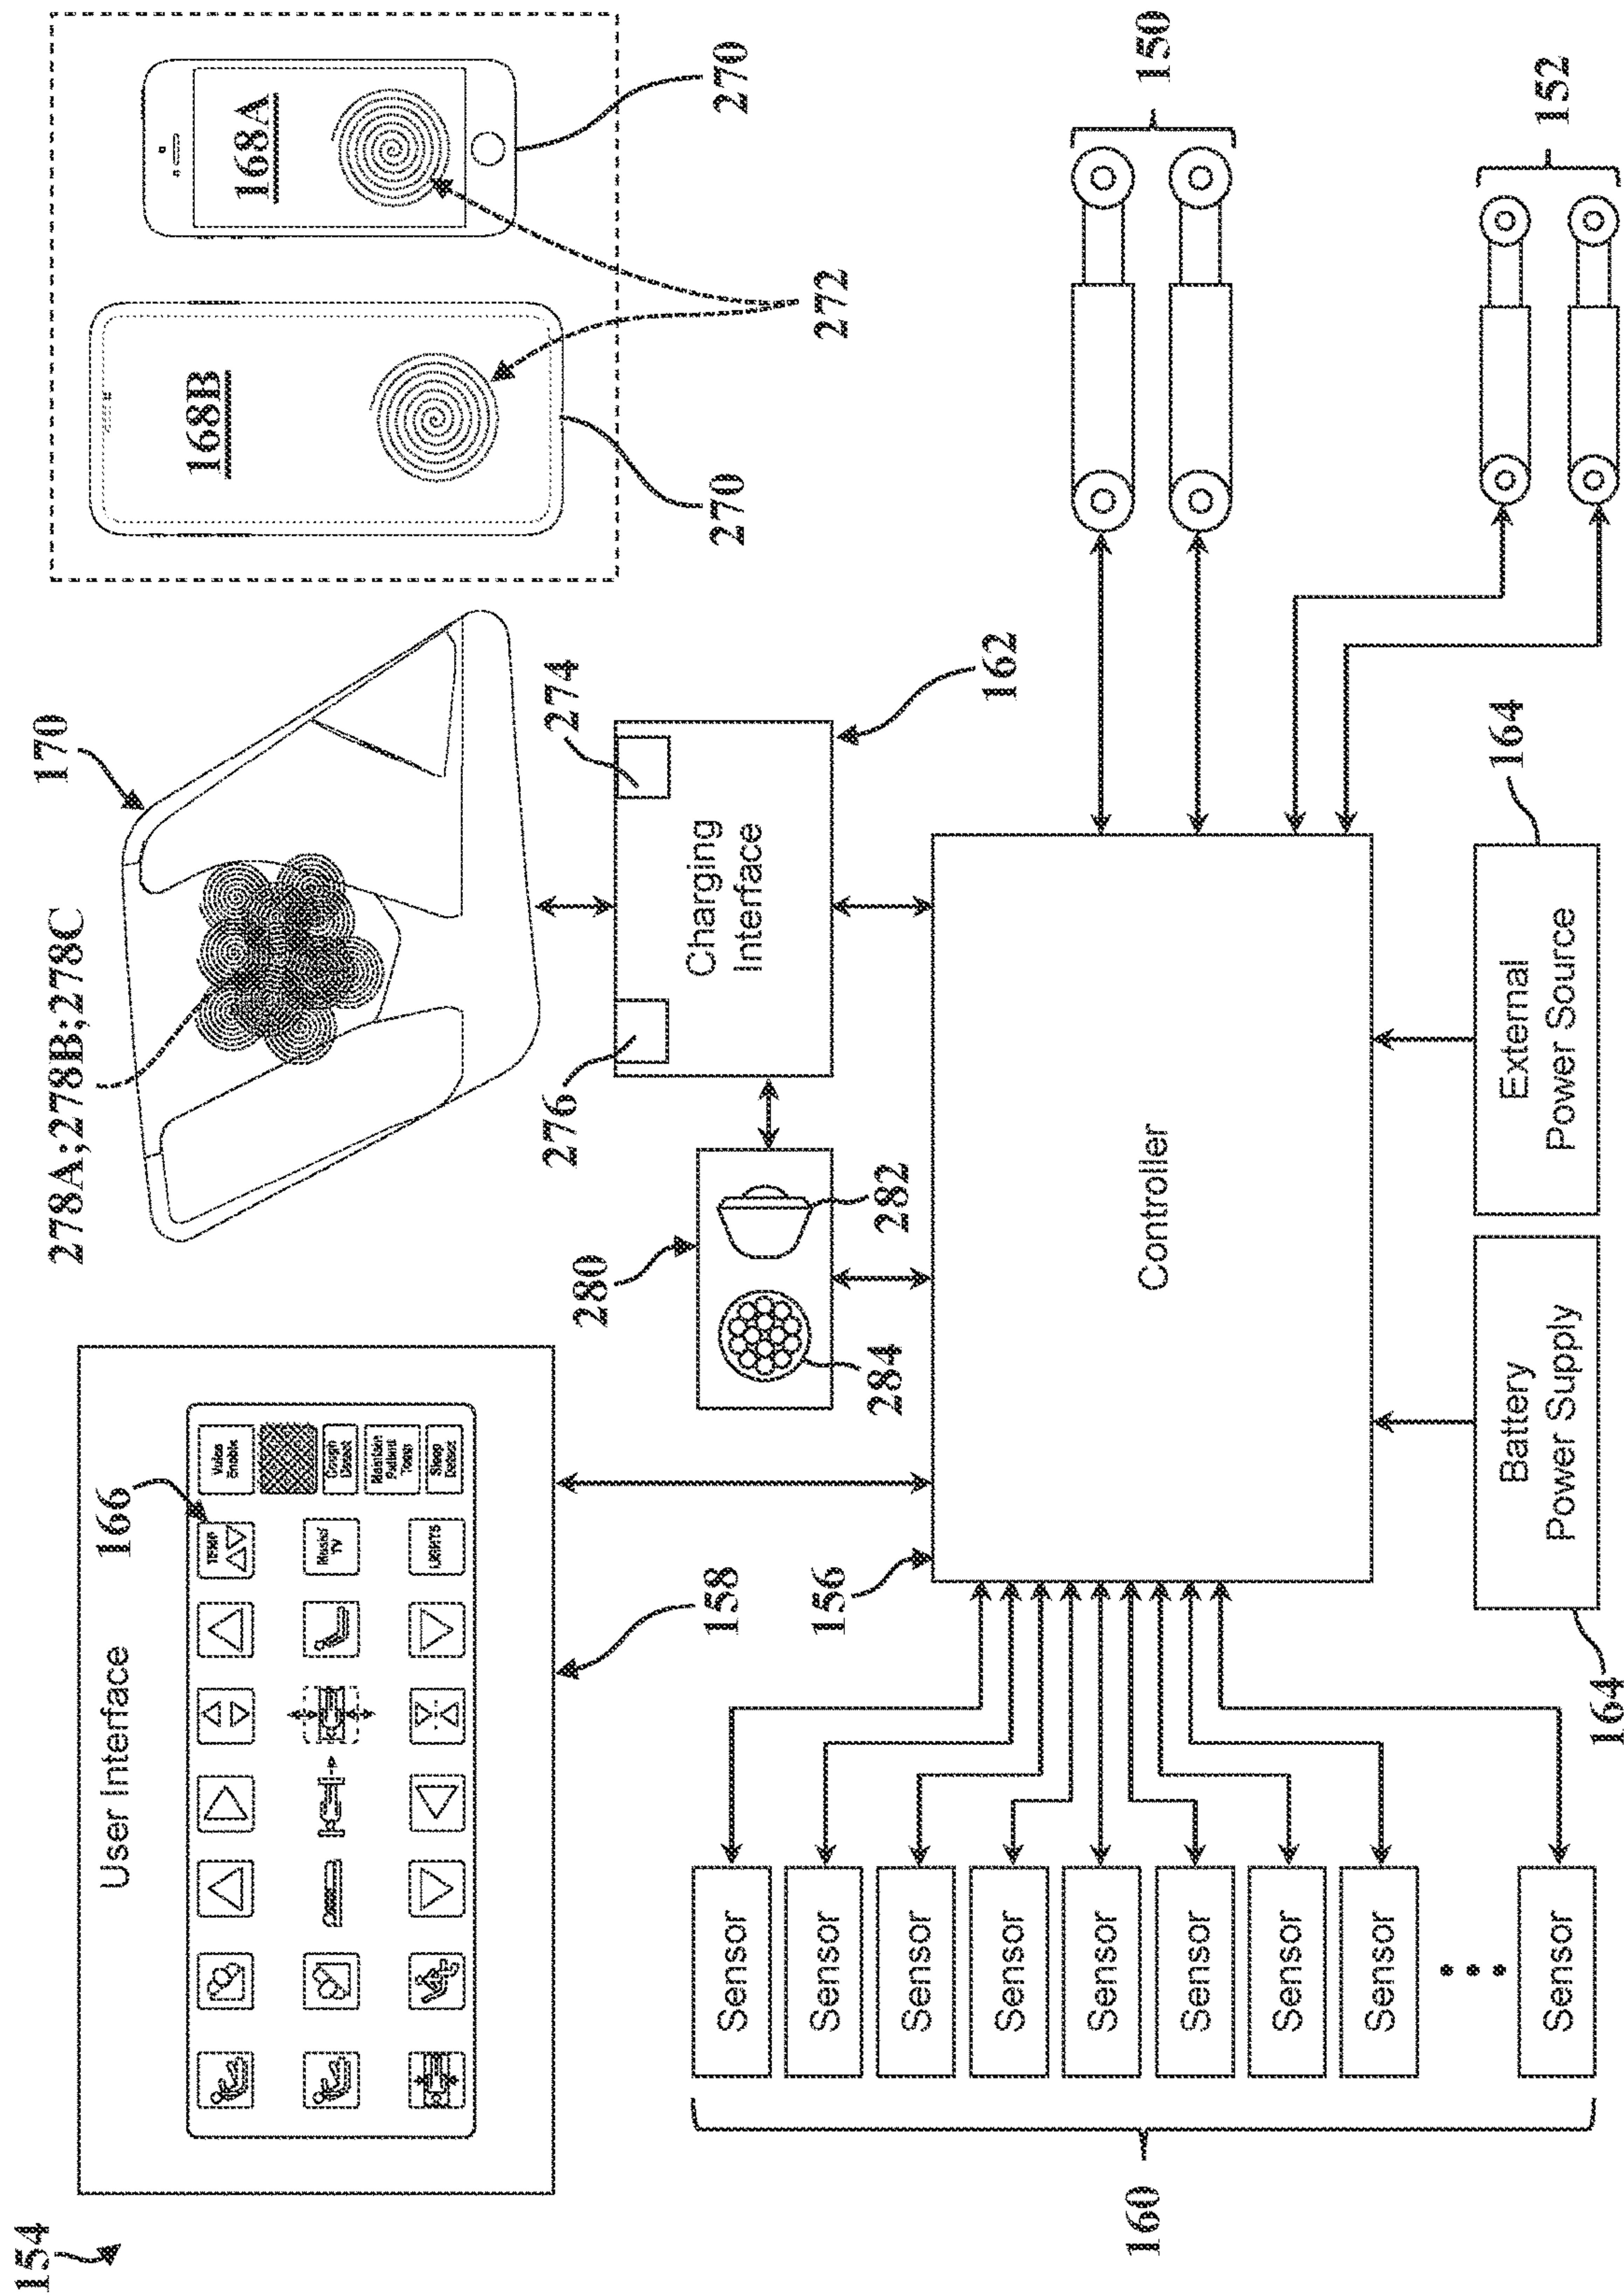 154
User Interface
166
TEMP
Voice
Enable
Music/
TV
Cough
Detect
Maintain
Patient
Temp
LIGHTS
Sleep
Detect
158
278A;278B;278C
170
168B
168A
270
272
270
280
284
282
276
274
Charging
Interface
162
156
Controller
150
152
160
Sensor
Sensor
Sensor
Sensor
Sensor
Sensor
Sensor
Sensor
Sensor
164
Battery
Power Supply
External
Power Source
164